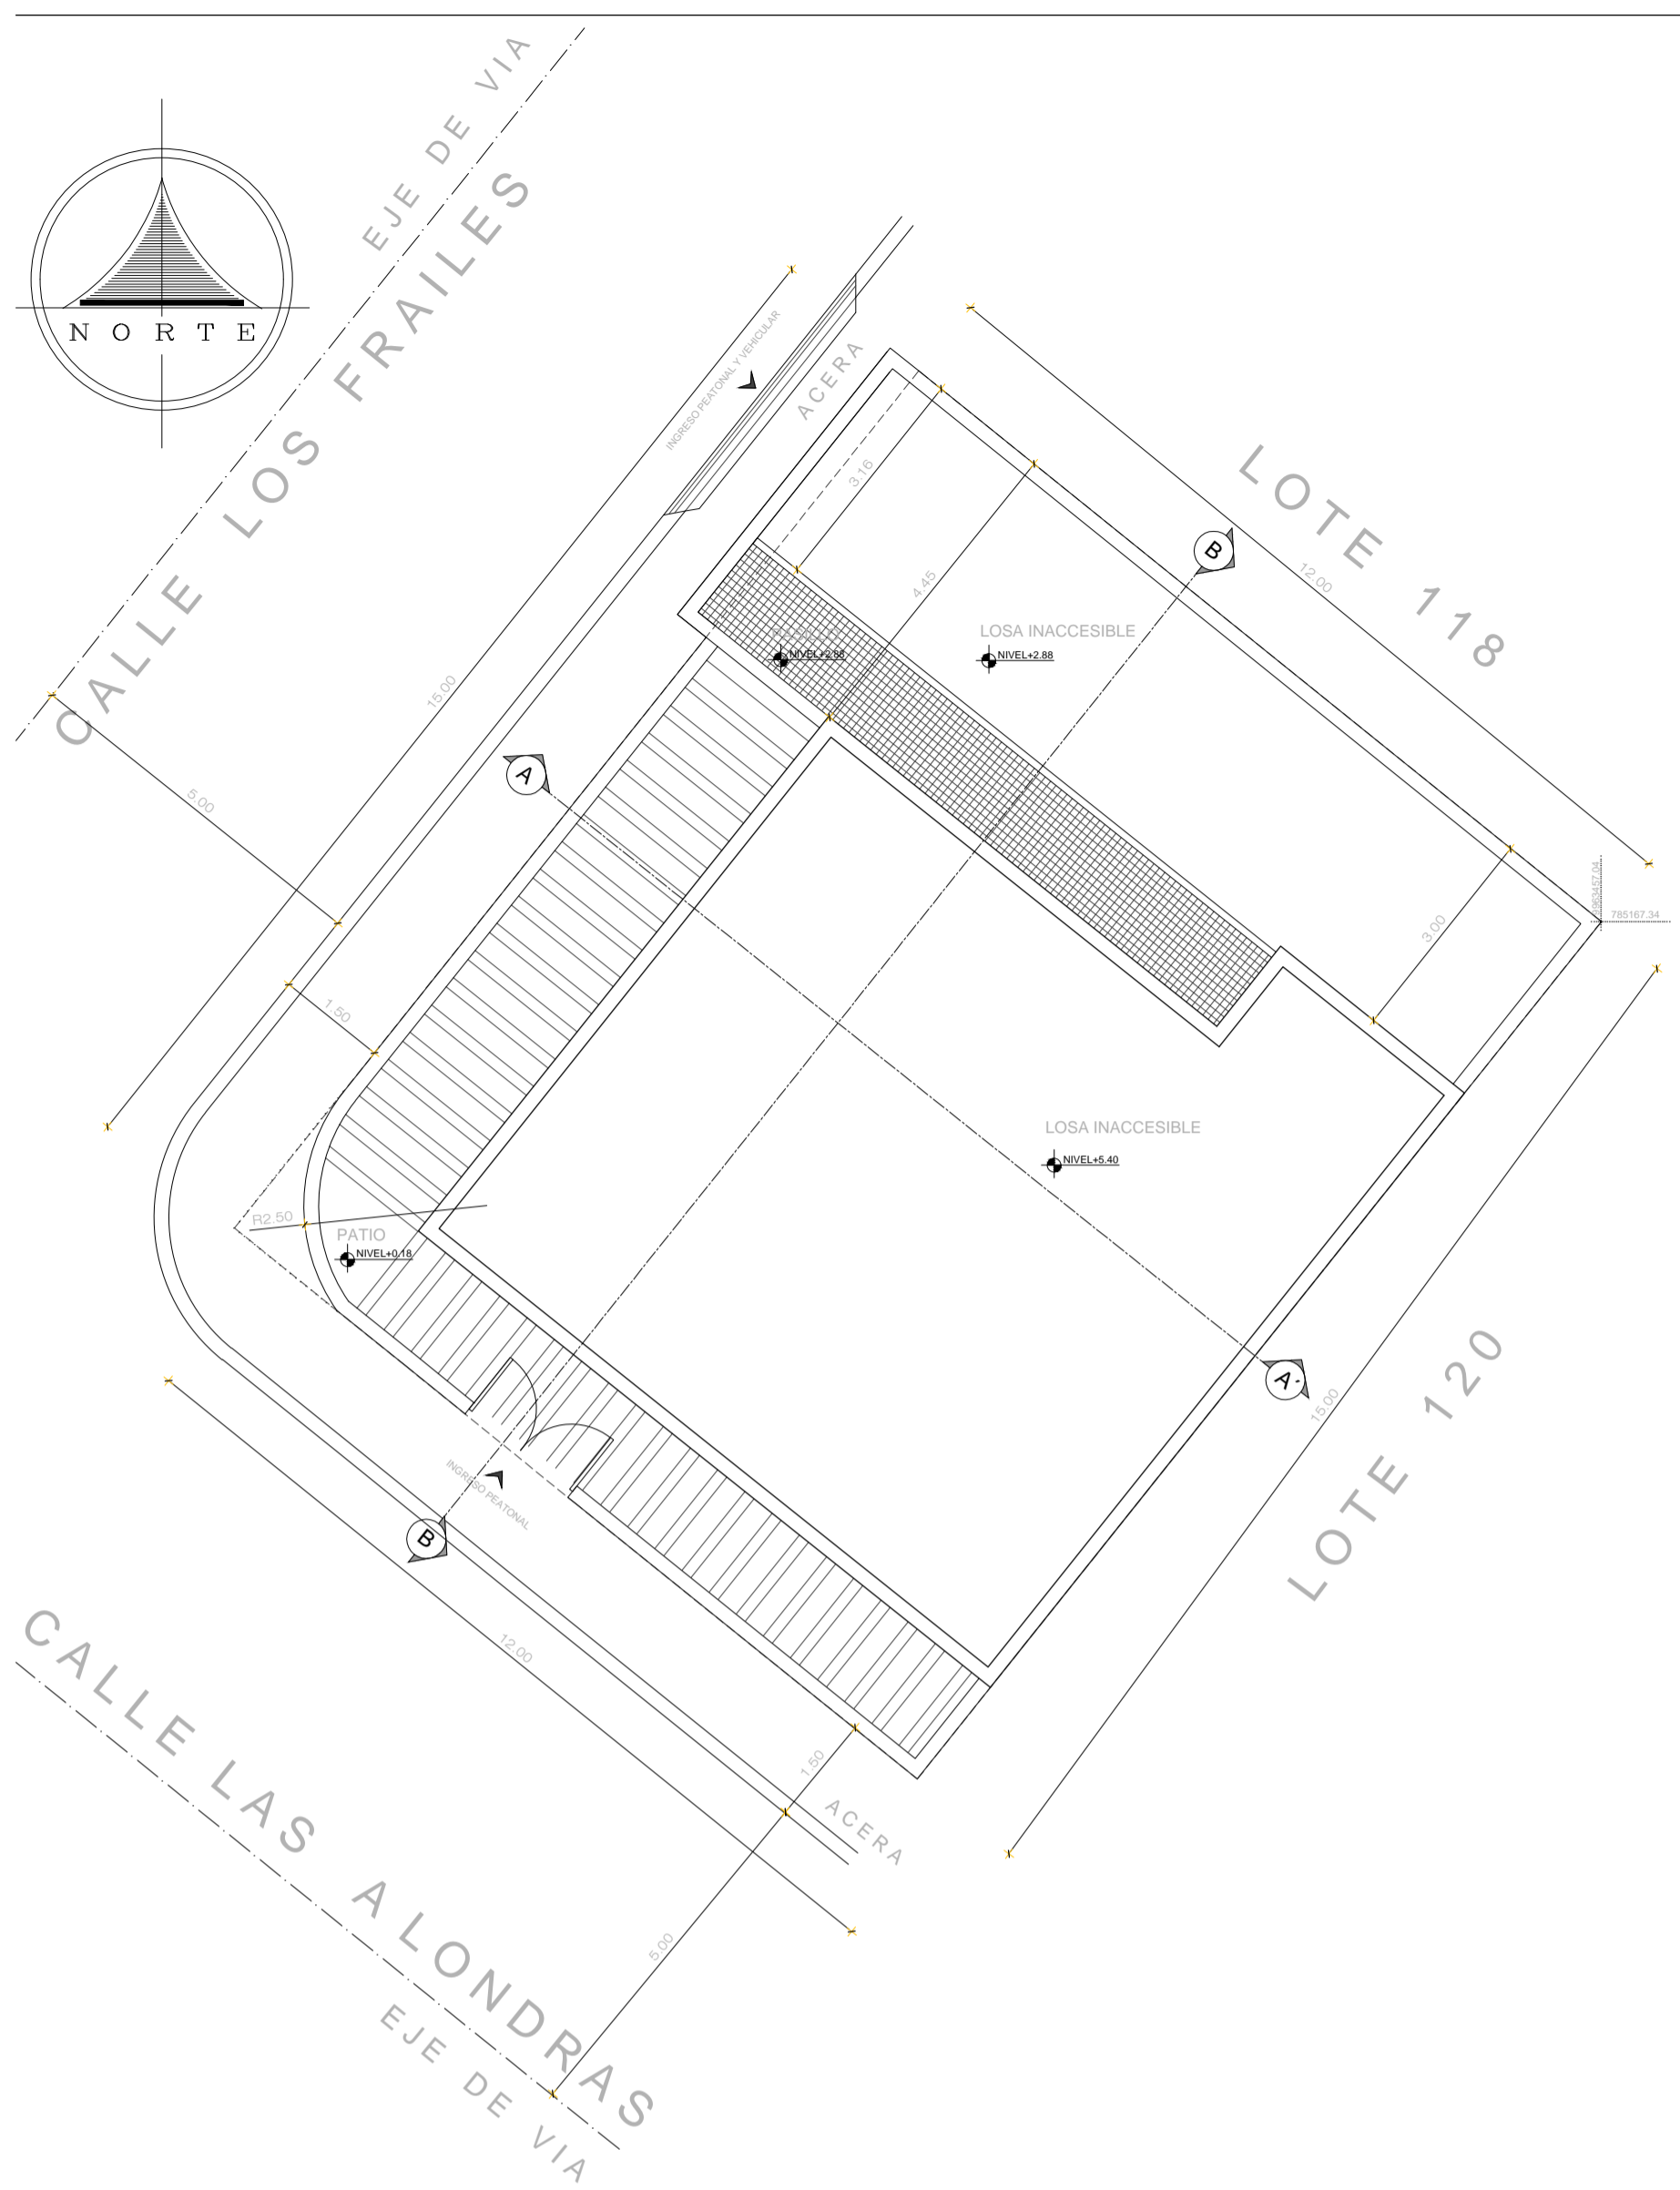 EJE DE VIA
CALLE LOS FRAILES
NORTE
INGRESO PEATONAL Y VEHICULAR
ACERA
3.16
LOTE 118
12.00
4.45
B
PASILLO
NIVEL+2.88
LOSA INACCESIBLE
NIVEL+2.88
15.00
A
5.00
785167.34
3.00
1.50
LOSA INACCESIBLE
NIVEL+5.40
R2.50
PATIO
NIVEL+0.18
A'
15.00
LOTE 120
INGRESO PEATONAL
B
12.00
CALLE LAS ALONDRAS
1.50
ACERA
5.00
EJE DE VIA